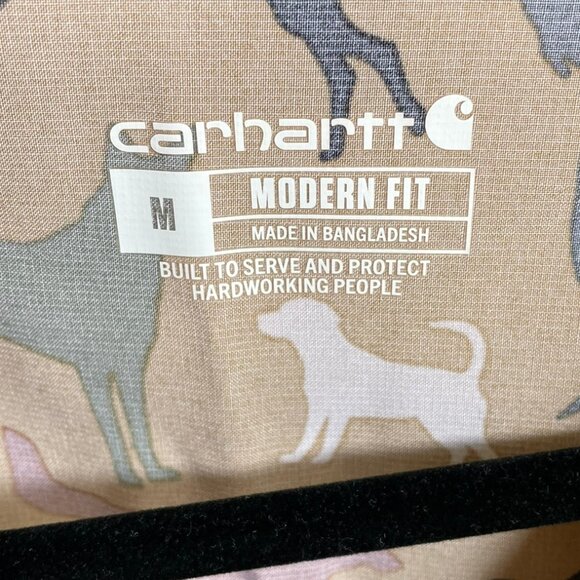 carhartt
M
MODERN FIT
MADE IN BANGLADESH
BUILT TO SERVE AND PROTECT
HARDWORKING PEOPLE